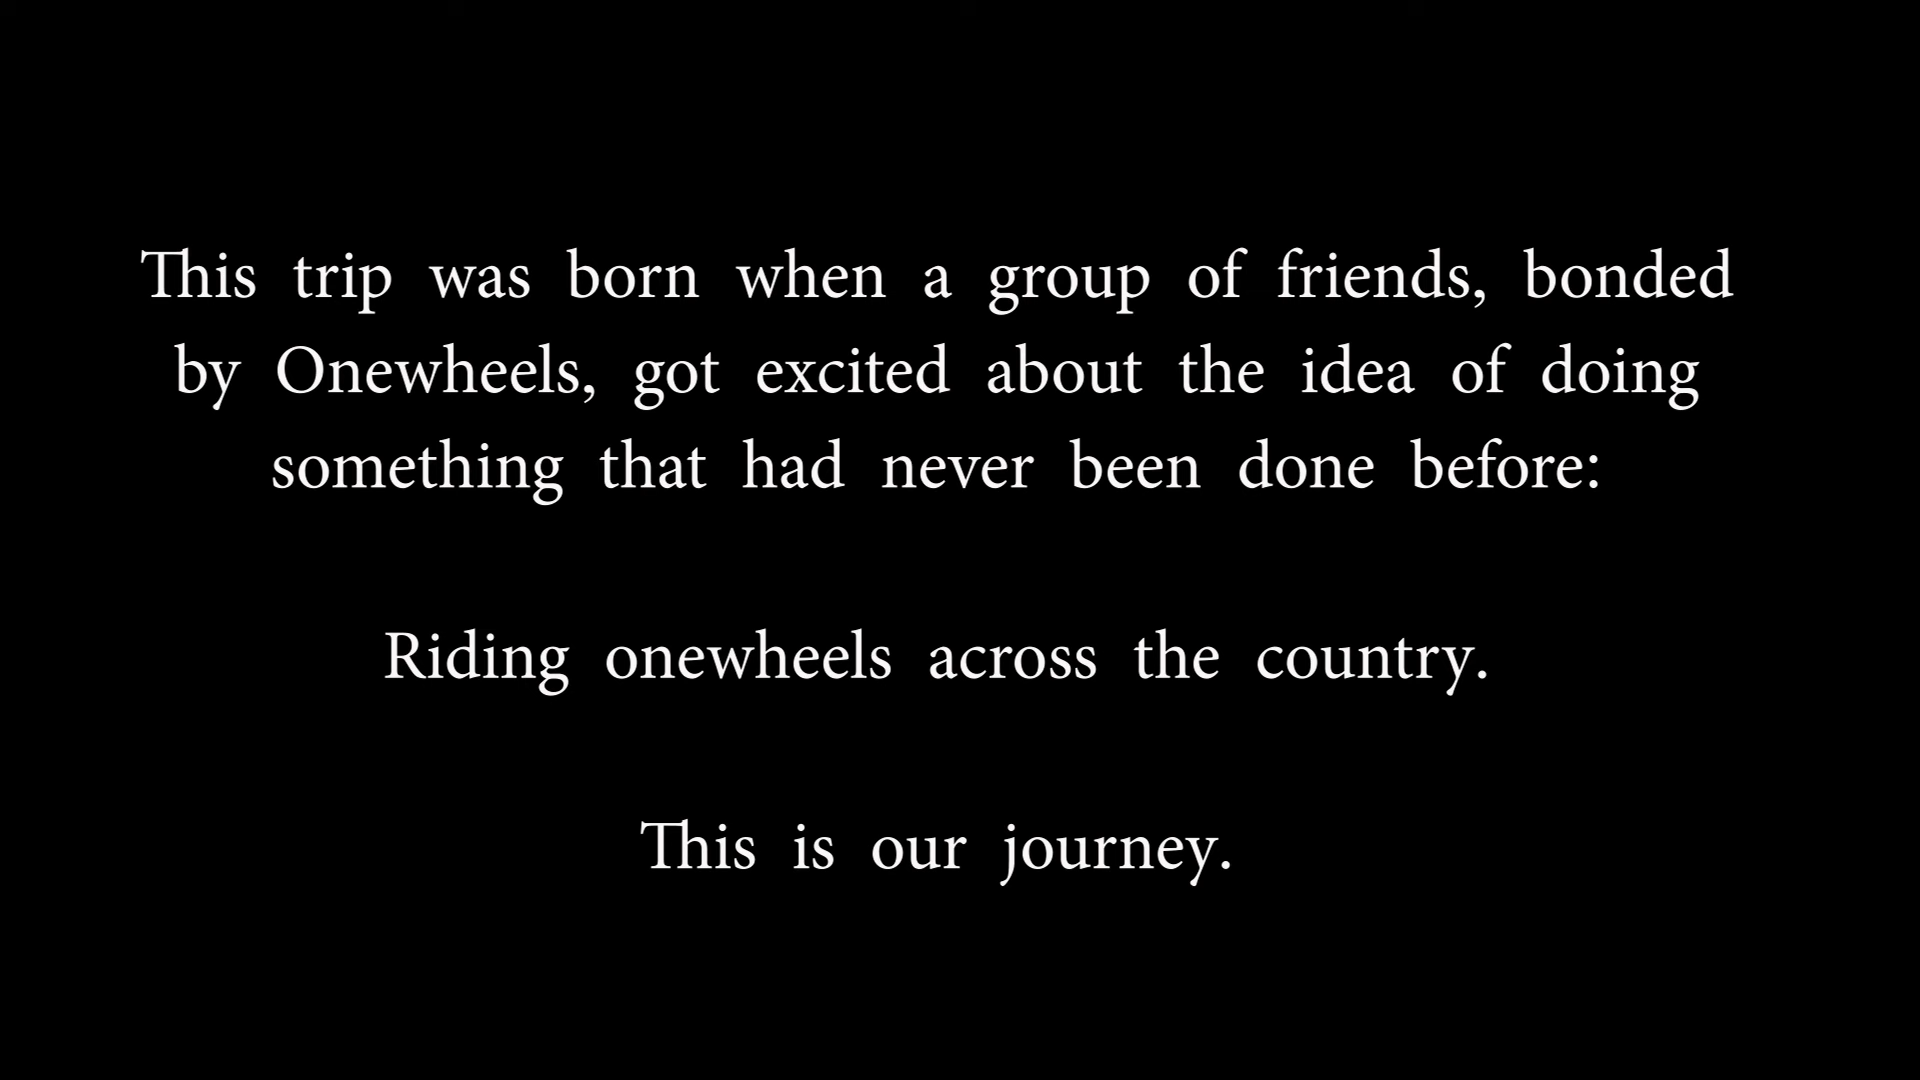 This trip was born when a group of friends, bonded
by Onewheels, got excited about the idea of doing
something that had never been done before:
Riding onewheels across the country.
This is our journey.